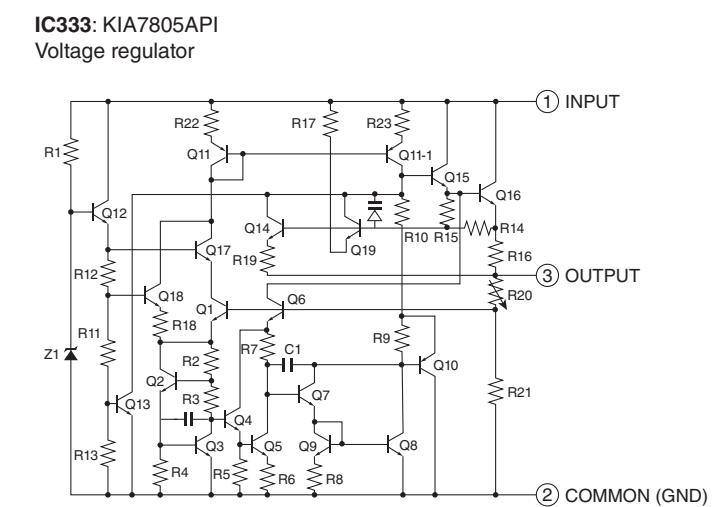 IC333: KIA7805API
Voltage regulator
1 INPUT
R22 R17 R23
R1 Q11 Q11-1
Q15 Q16
Q12 Q14 R10 R15 R14
Q17 R19 Q19 R16
R12 3 OUTPUT
Q18 Q1 Q6 R20
R18
R11 R9
Z1 R2 R7 C1 Q10
Q2 R21
R3 Q7
Q13 Q4
Q3 Q5 Q9 Q8
R13 R4 R5 R6 R8
2 COMMON (GND)